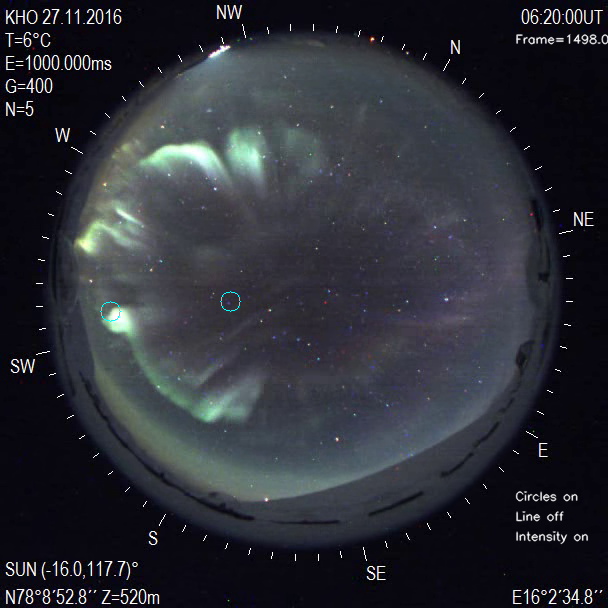 KHO 27.11.2016
T=6°C
E=1000.000ms
G=400
N=5
NW
06:20:00UT
Frame=1498.0
N
W
NE
SW
E
S
SE
Circles on
Line off
Intensity on
SUN (-16.0,117.7)°
N78°8'52.8'' Z=520m
E16°2'34.8''